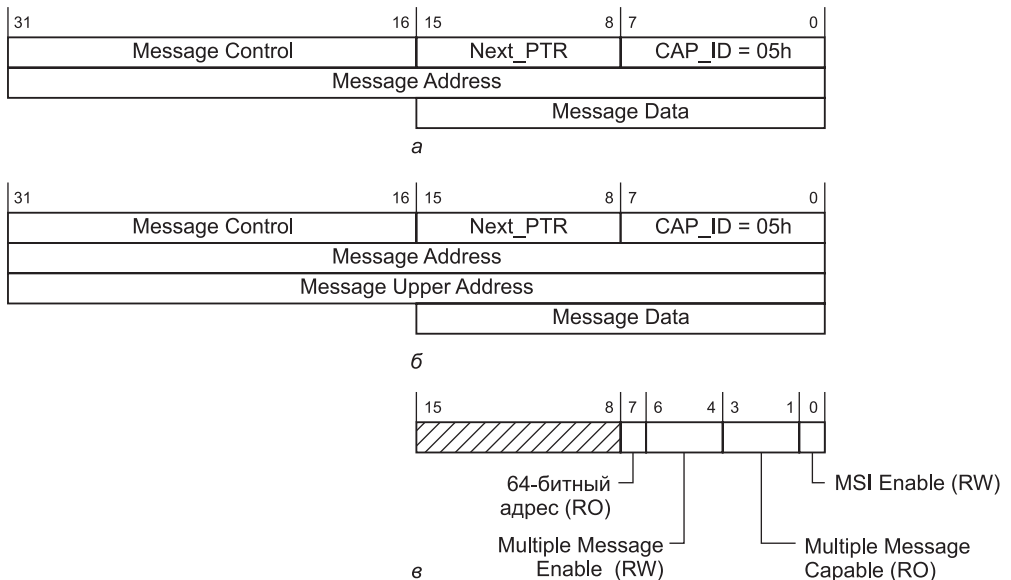 31 16 15 8 7 0
Message Control Next_PTR CAP_ID = 05h
Message Address
Message Data
а
31 16 15 8 7 0
Message Control Next_PTR CAP_ID = 05h
Message Address
Message Upper Address
Message Data
б
15 8 7 6 4 3 1 0
64-битный
адрес (RO)
MSI Enable (RW)
Multiple Message
Enable (RW)
Multiple Message
Capable (RO)
в